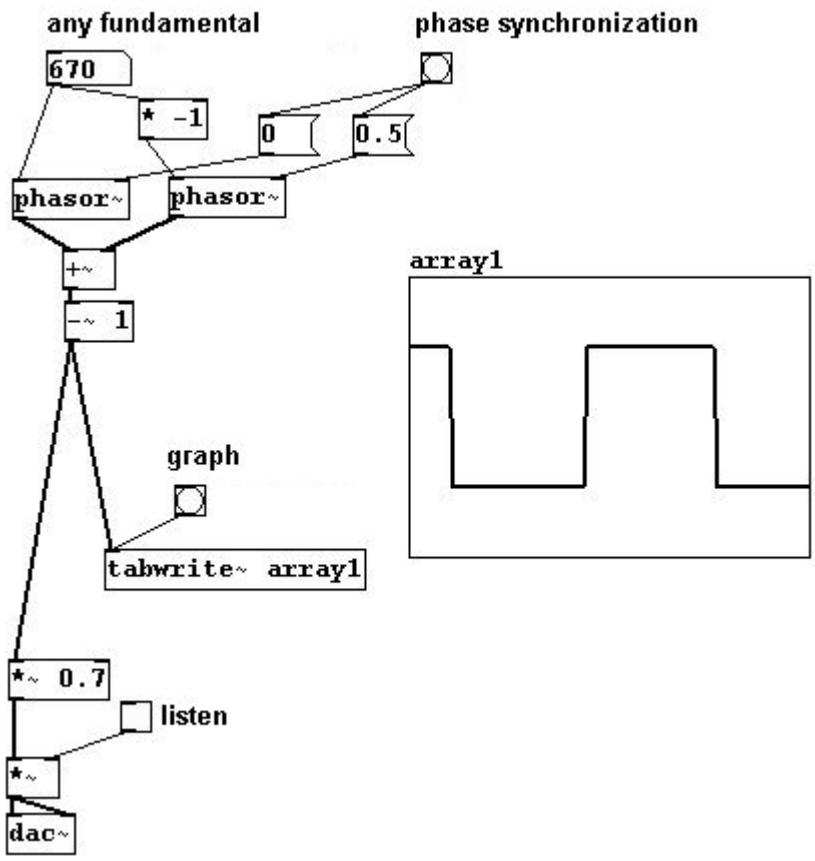 any fundamental
phase synchronization
670
* -1
0
0.5
phasor~
phasor~
+~
-~ 1
array1
graph
tabwrite~ array1
*~ 0.7
listen
*~
dac~